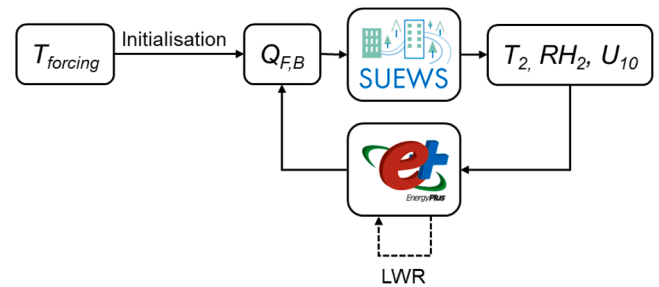 T_forcing
Initialisation
Q_F,B
SUEWS
T_2, RH_2, U_10
e+
EnergyPlus
LWR